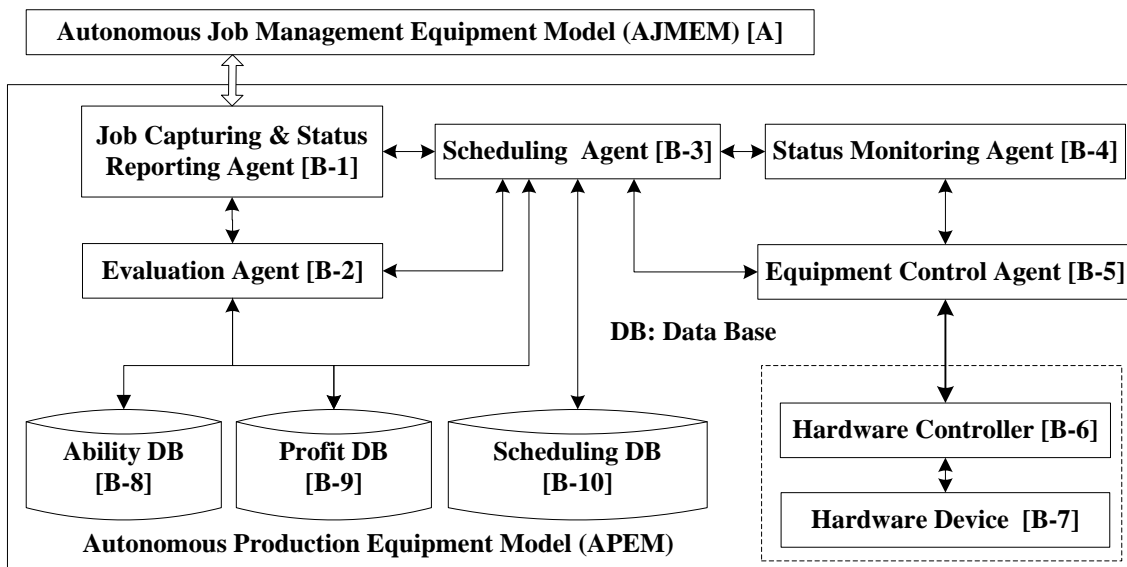 Autonomous Job Management Equipment Model (AJMEM) [A]
Job Capturing & Status
Reporting Agent [B-1]
Scheduling Agent [B-3]
Status Monitoring Agent [B-4]
Evaluation Agent [B-2]
Equipment Control Agent [B-5]
DB: Data Base
Ability DB
[B-8]
Profit DB
[B-9]
Scheduling DB
[B-10]
Hardware Controller [B-6]
Hardware Device [B-7]
Autonomous Production Equipment Model (APEM)